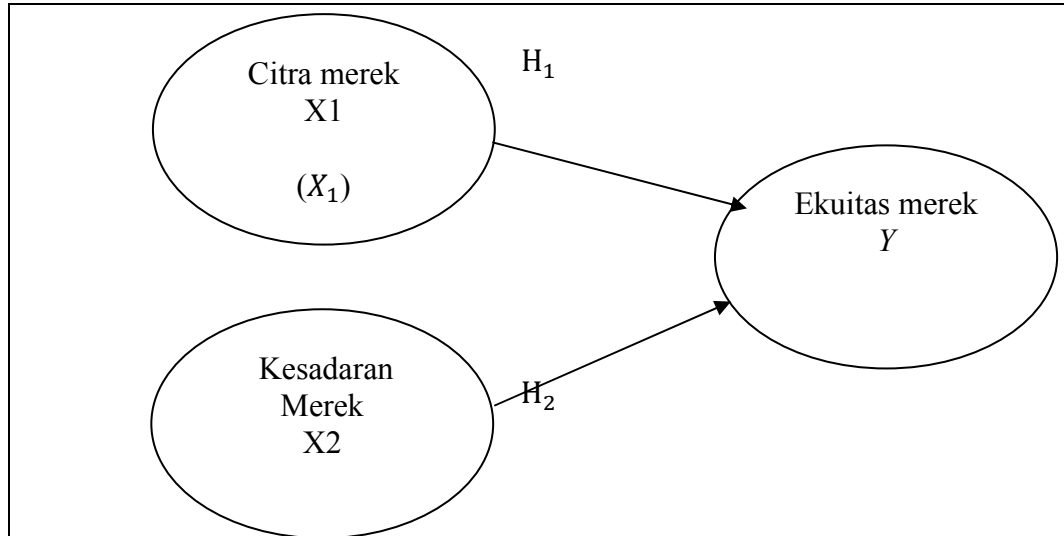 Citra merek
X1
(X₁)
H₁
Ekuitas merek
Y
Kesadaran
Merek
X2
H₂